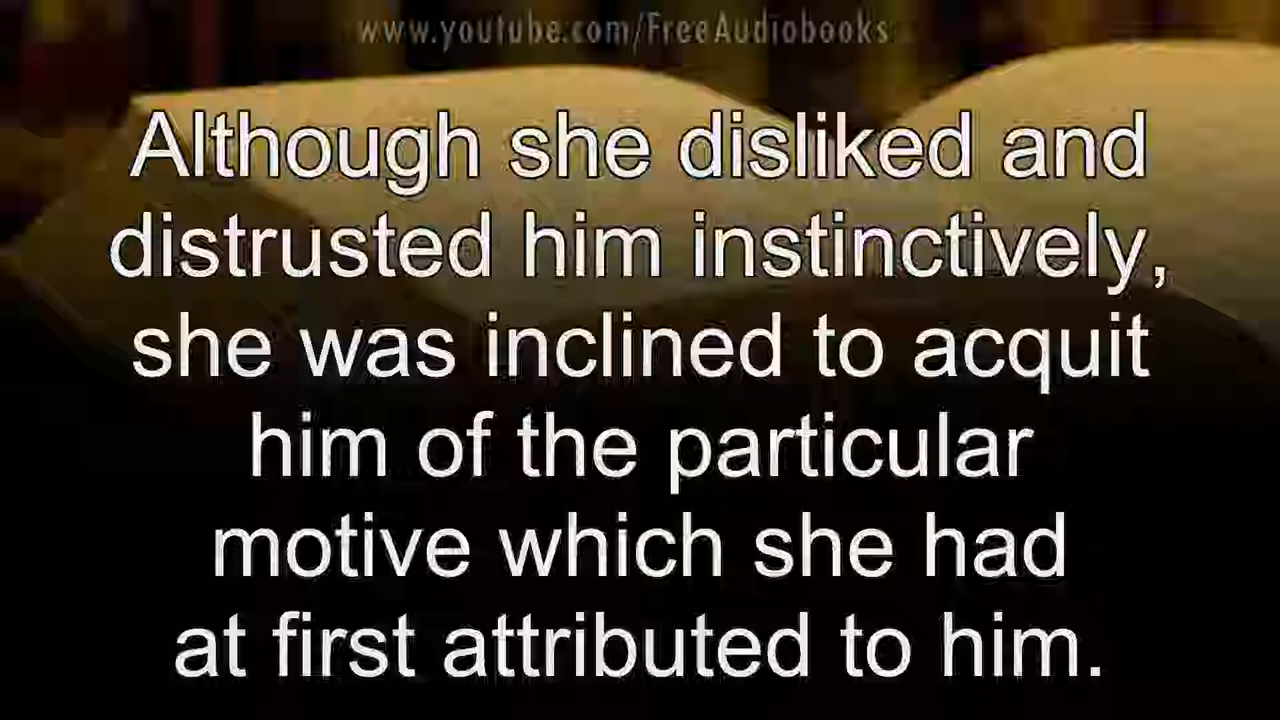 www.youtube.com/FreeAudiobooks
Although she disliked and
distrusted him instinctively,
she was inclined to acquit
him of the particular
motive which she had
at first attributed to him.